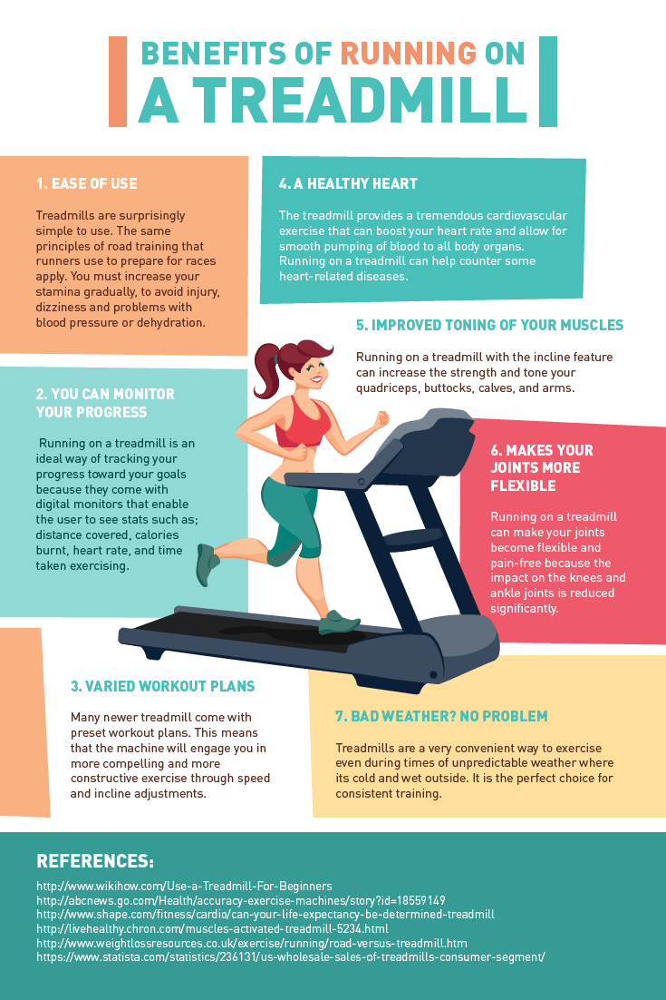 BENEFITS OF RUNNING ON
A TREADMILL
1. EASE OF USE
Treadmills are surprisingly
simple to use. The same
principles of road training that
runners use to prepare for races
apply. You must increase your
stamina gradually, to avoid injury,
dizziness and problems with
blood pressure or dehydration.
2. YOU CAN MONITOR
YOUR PROGRESS
Running on a treadmill is an
ideal way of tracking your
progress toward your goals
because they come with
digital monitors that enable
the user to see stats such as;
distance covered, calories
burnt, heart rate, and time
taken exercising.
3. VARIED WORKOUT PLANS
Many newer treadmill come with
preset workout plans. This means
that the machine will engage you in
more compelling and more
constructive exercise through speed
and incline adjustments.
4. A HEALTHY HEART
The treadmill provides a tremendous cardiovascular
exercise that can boost your heart rate and allow for
smooth pumping of blood to all body organs.
Running on a treadmill can help counter some
heart-related diseases.
5. IMPROVED TONING OF YOUR MUSCLES
Running on a treadmill with the incline feature
can increase the strength and tone your
quadriceps, buttocks, calves, and arms.
6. MAKES YOUR
JOINTS MORE
FLEXIBLE
Running on a treadmill
can make your joints
become flexible and
pain-free because the
impact on the knees and
ankle joints is reduced
significantly.
7. BAD WEATHER? NO PROBLEM
Treadmills are a very convenient way to exercise
even during times of unpredictable weather where
its cold and wet outside. It is the perfect choice for
consistent training.
REFERENCES:
http://www.wikihow.com/Use-a-Treadmill-For-Beginners
http://abcnews.go.com/Health/accuracy-exercise-machines/story?id=18559149
http://www.shape.com/fitness/cardio/can-your-life-expectancy-be-determined-treadmill
http://livehealthy.chron.com/muscles-activated-treadmill-5234.html
http://www.weightlossresources.co.uk/exercise/running/road-versus-treadmill.htm
https://www.statista.com/statistics/236131/us-wholesale-sales-of-treadmills-consumer-segment/